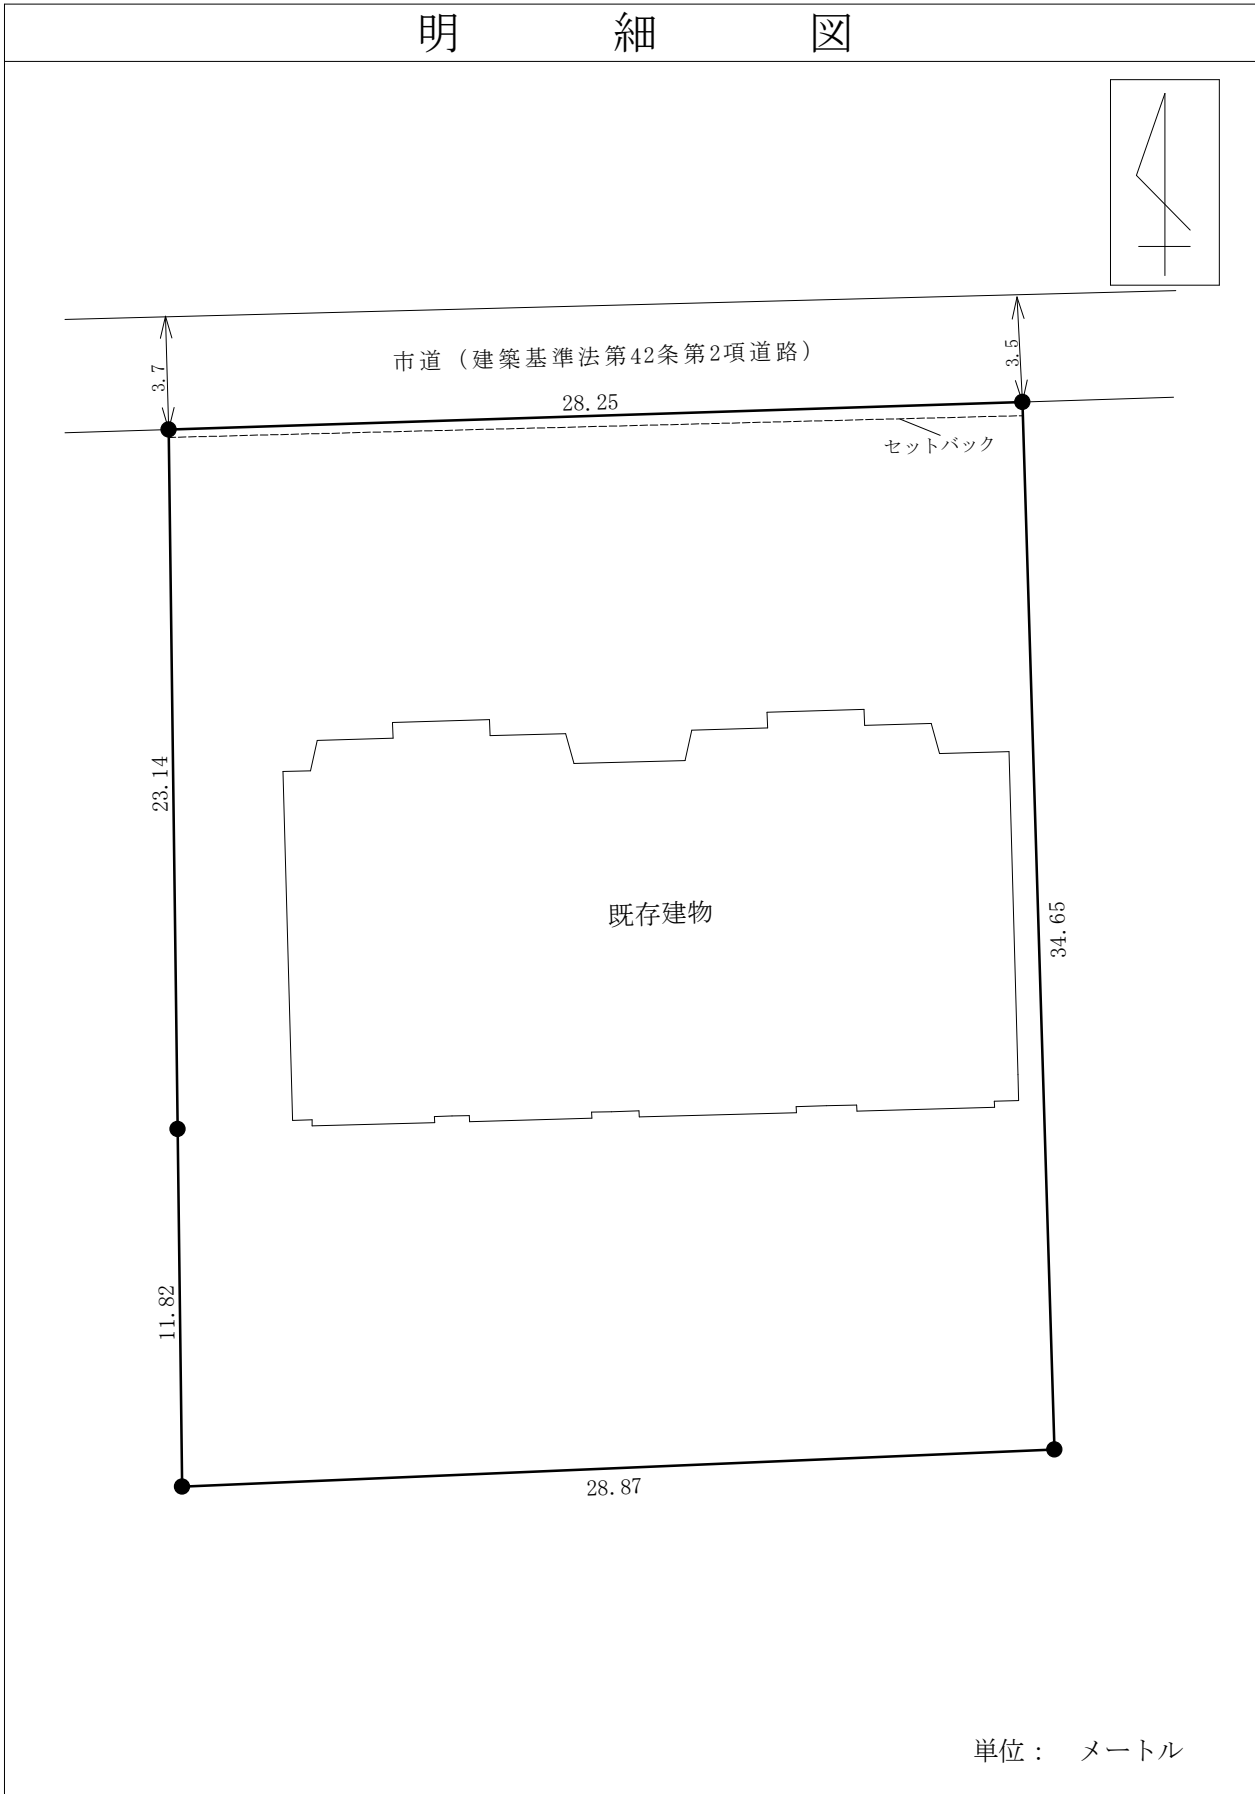 明細図
3.7
市道（建築基準法第42条第2項道路）
3.5
28.25
セットバック
23.14
既存建物
34.65
11.82
28.87
単位： メートル